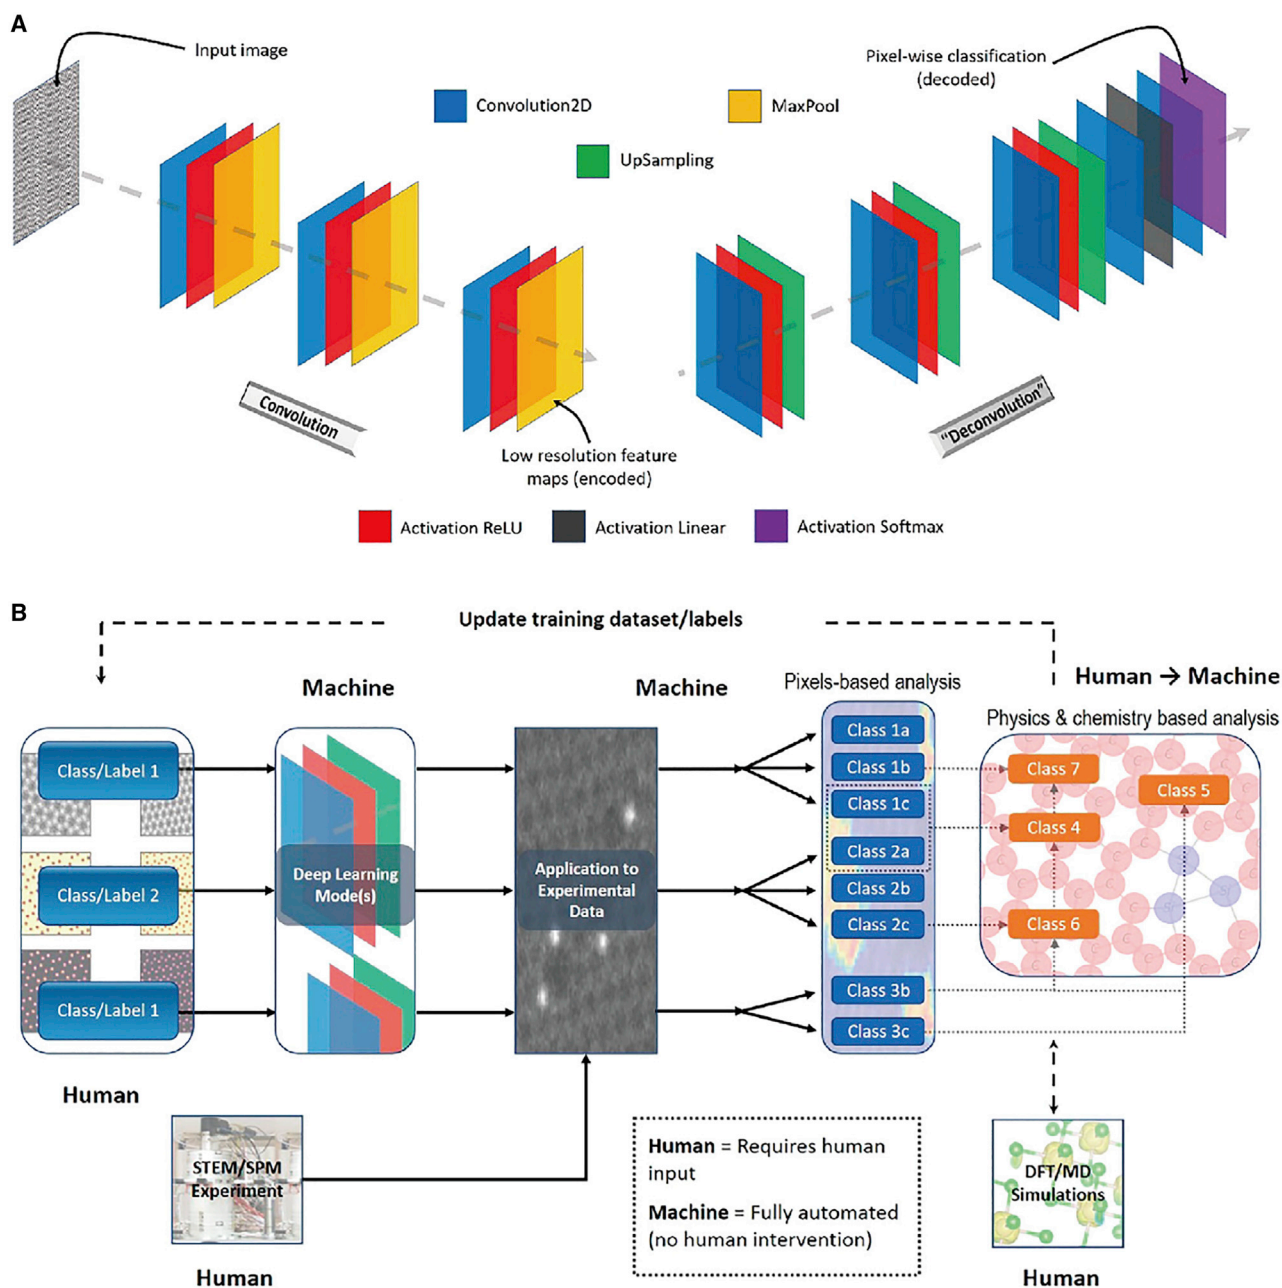 A
Input image
Pixel-wise classification
(decoded)
Convolution2D
MaxPool
UpSampling
Convolution
"Deconvolution"
Low resolution feature
maps (encoded)
Activation ReLU
Activation Linear
Activation Softmax
B
Update training dataset/labels
Machine
Machine
Pixels-based analysis
Human → Machine
Physics & chemistry based analysis
Class/Label 1
Class/Label 2
Class/Label 1
Deep Learning
Mode(s)
Application to
Experimental
Data
Class 1a
Class 1b
Class 1c
Class 2a
Class 2b
Class 2c
Class 3b
Class 3c
Class 7
Class 5
Class 4
Class 6
Human
STEM/SPM
Experiment
Human
Human = Requires human
input
Machine = Fully automated
(no human intervention)
DFT/MD
Simulations
Human